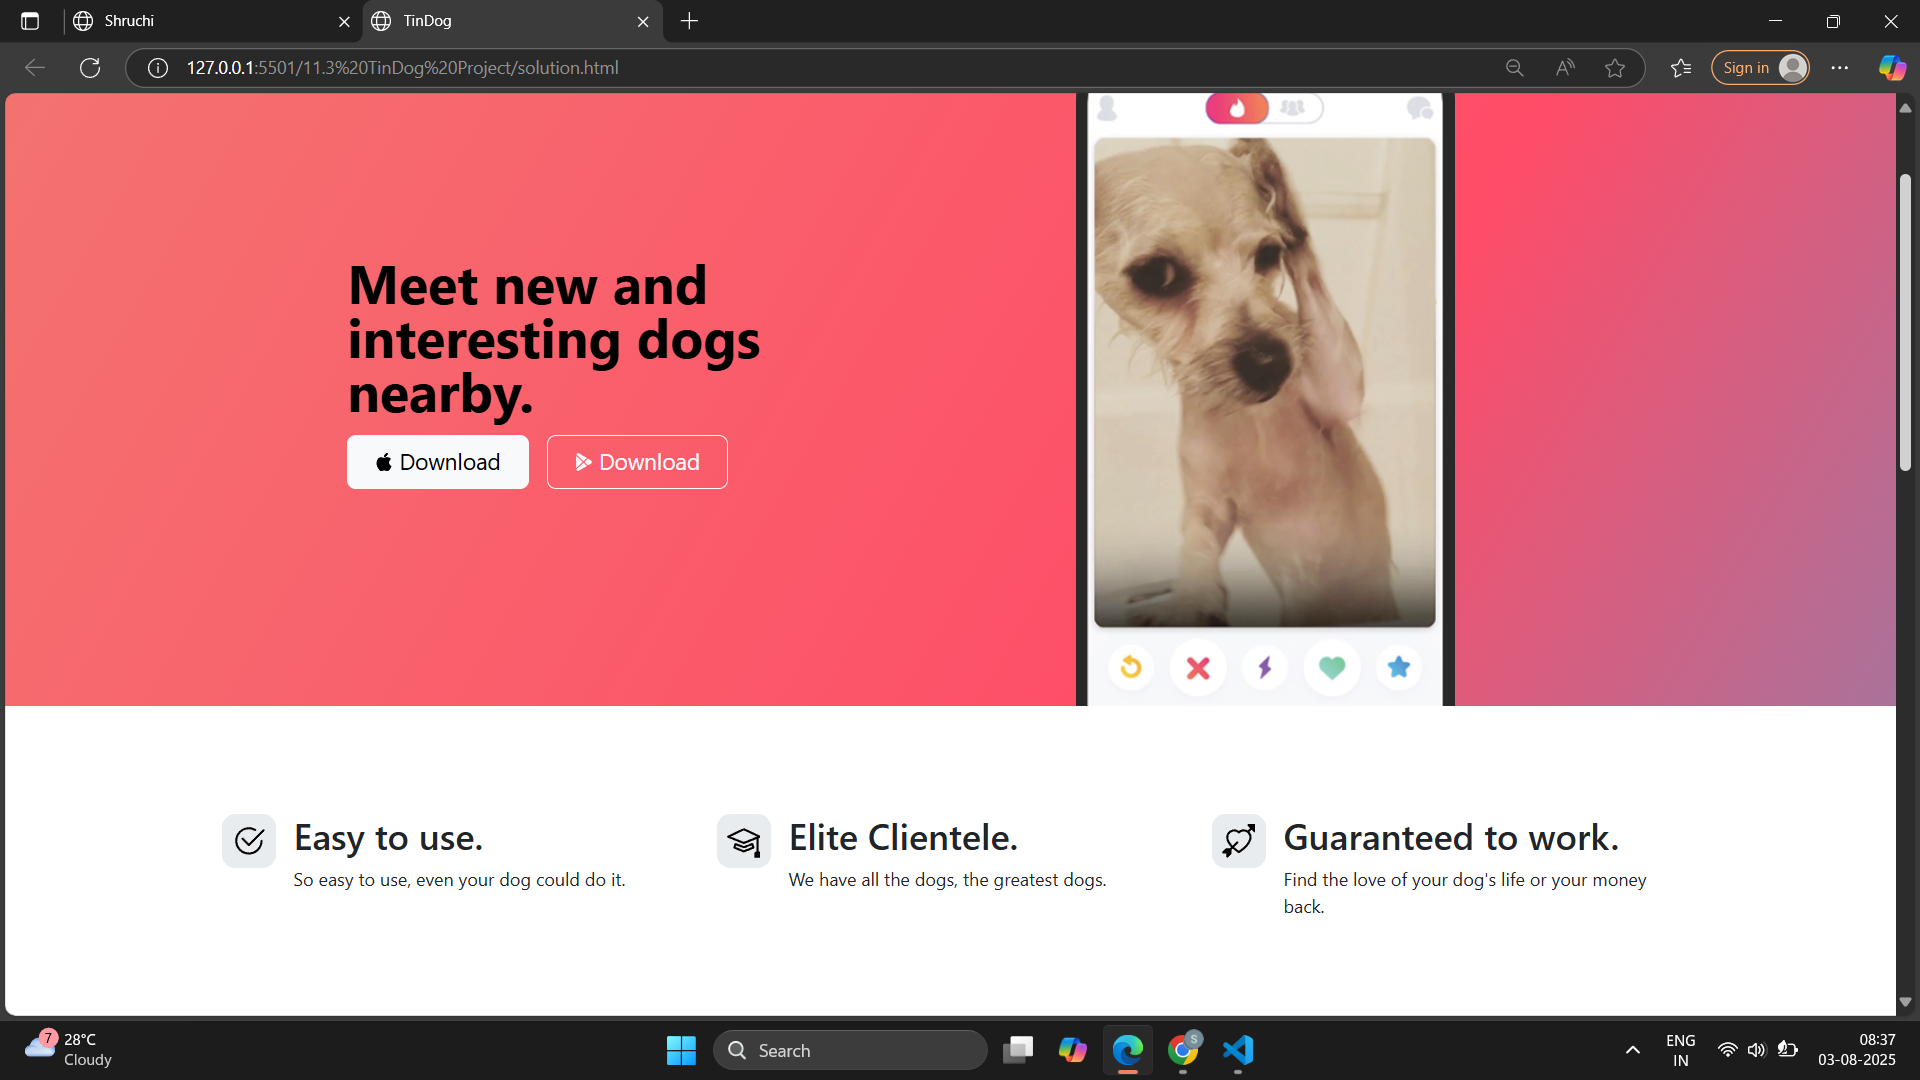 Shruchi
TinDog
127.0.0.1:5501/11.3%20TinDog%20Project/solution.html
Sign in
Meet new and
interesting dogs
nearby.
Download
Download
Easy to use.
So easy to use, even your dog could do it.
Elite Clientele.
We have all the dogs, the greatest dogs.
Guaranteed to work.
Find the love of your dog's life or your money
back.
7
28°C
Cloudy
Search
S
ENG
IN
08:37
03-08-2025